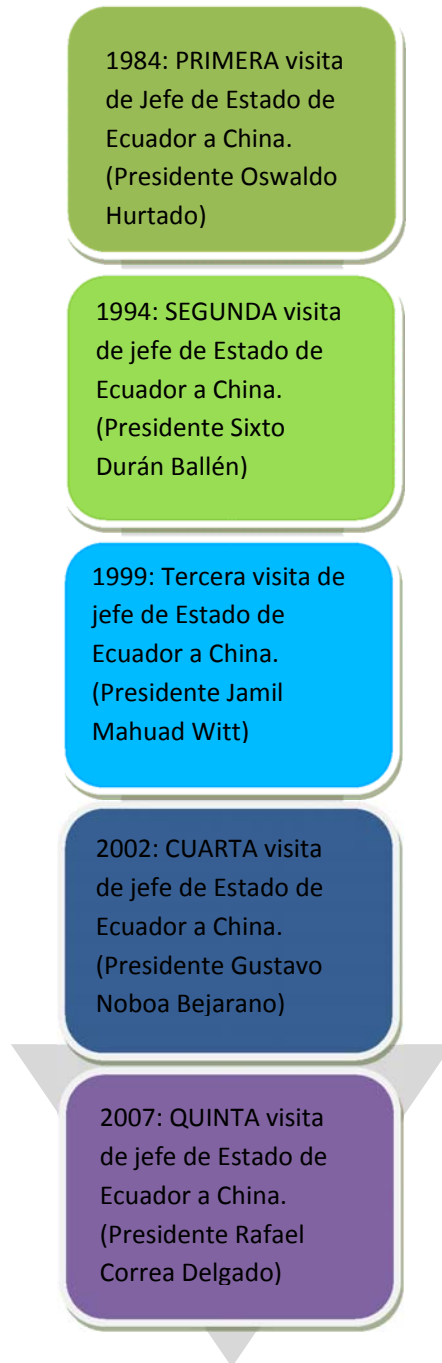 1984: PRIMERA visita
de Jefe de Estado de
Ecuador a China.
(Presidente Oswaldo
Hurtado)
1994: SEGUNDA visita
de jefe de Estado de
Ecuador a China.
(Presidente Sixto
Durán Ballén)
1999: Tercera visita de
jefe de Estado de
Ecuador a China.
(Presidente Jamil
Mahuad Witt)
2002: CUARTA visita
de jefe de Estado de
Ecuador a China.
(Presidente Gustavo
Noboa Bejarano)
2007: QUINTA visita
de jefe de Estado de
Ecuador a China.
(Presidente Rafael
Correa Delgado)